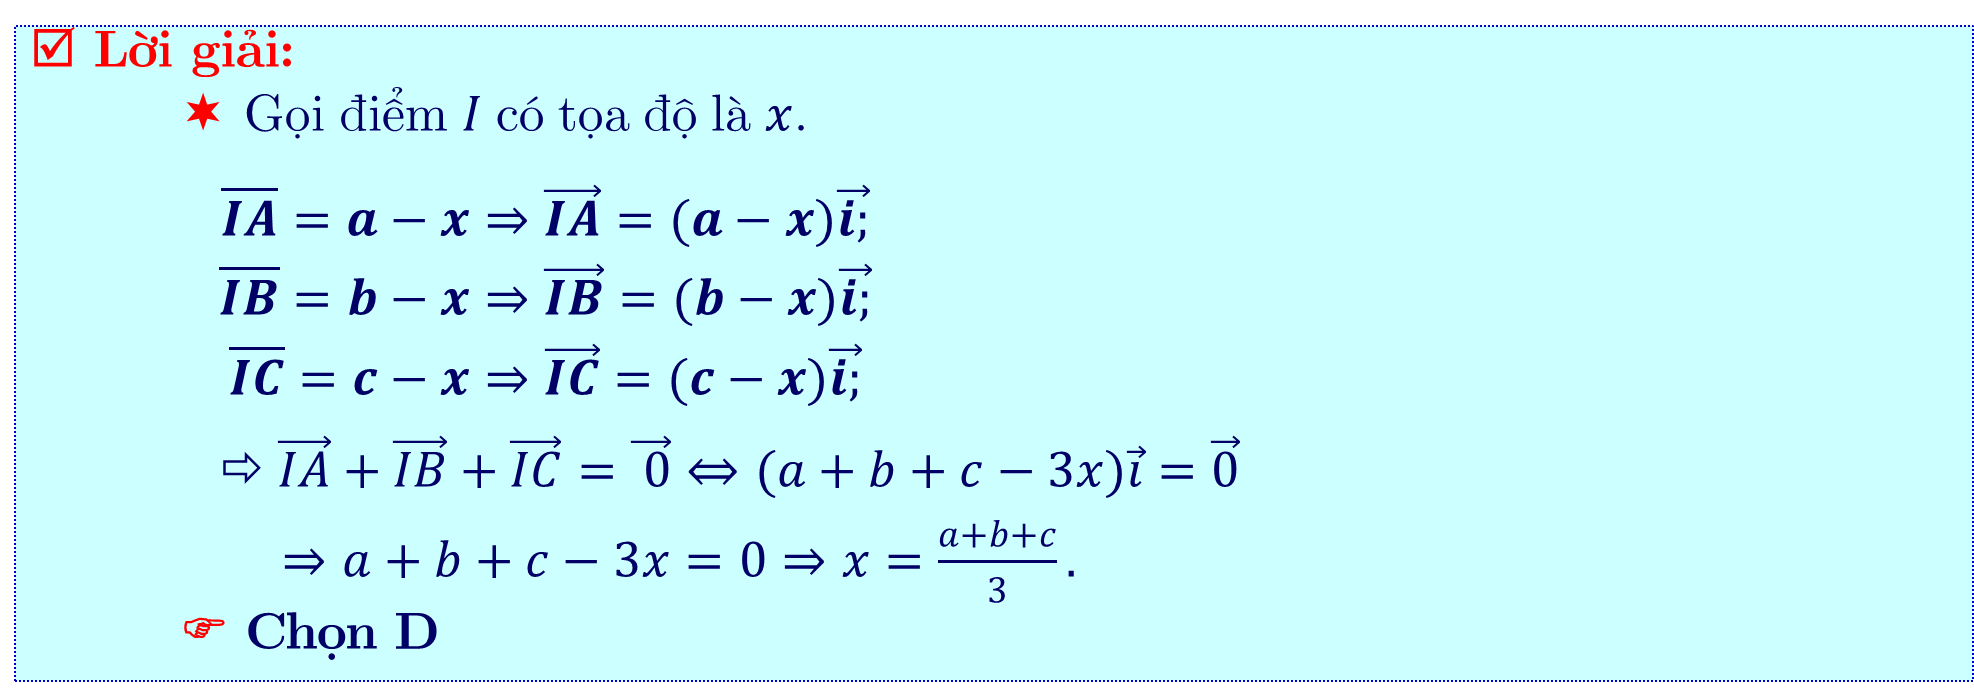 ☑ Lời giải:
✶ Gọi điểm I có tọa độ là x.
$\overline{IA} = a - x \Rightarrow \overrightarrow{IA} = (a - x)\vec{i};$
$\overline{IB} = b - x \Rightarrow \overrightarrow{IB} = (b - x)\vec{i};$
$\overline{IC} = c - x \Rightarrow \overrightarrow{IC} = (c - x)\vec{i};$
⇨ $\overrightarrow{IA} + \overrightarrow{IB} + \overrightarrow{IC} = \vec{0} \Leftrightarrow (a + b + c - 3x)\vec{\imath} = \vec{0}$
$\Rightarrow a + b + c - 3x = 0 \Rightarrow x = \frac{a+b+c}{3}.$
☞ Chọn D